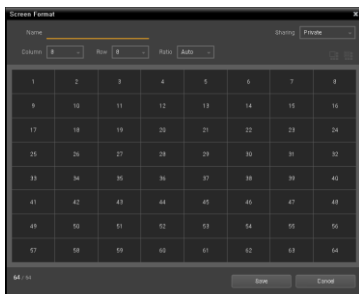 Screen Format x
Name Sharing Private
Column 8 Row 8 Ratio Auto
1 2 3 4 5 6 7 8
9 10 11 12 13 14 15 16
17 18 19 20 21 22 23 24
25 26 27 28 29 30 31 32
33 34 35 36 37 38 39 40
41 42 43 44 45 46 47 48
49 50 51 52 53 54 55 56
57 58 59 60 61 62 63 64
64 / 64 Save Cancel